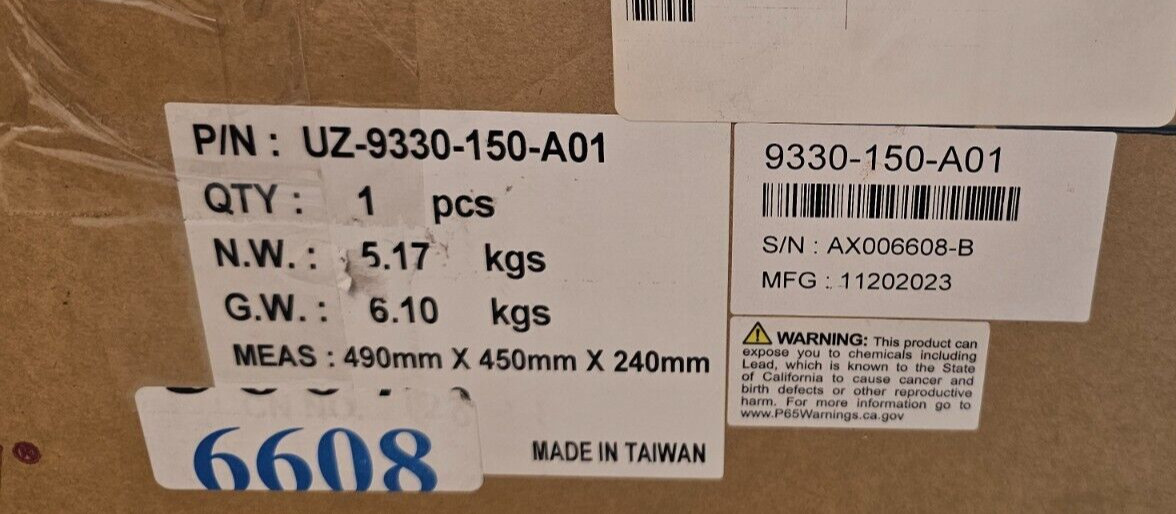 P/N : UZ-9330-150-A01
QTY : 1 pcs
N.W. : 5.17 kgs
G.W. : 6.10 kgs
MEAS : 490mm X 450mm X 240mm
MADE IN TAIWAN
6608
9330-150-A01
S/N : AX006608-B
MFG : 11202023
WARNING: This product can
expose you to chemicals including
Lead, which is known to the State
of California to cause cancer and
birth defects or other reproductive
harm. For more information go to
www.P65Warnings.ca.gov